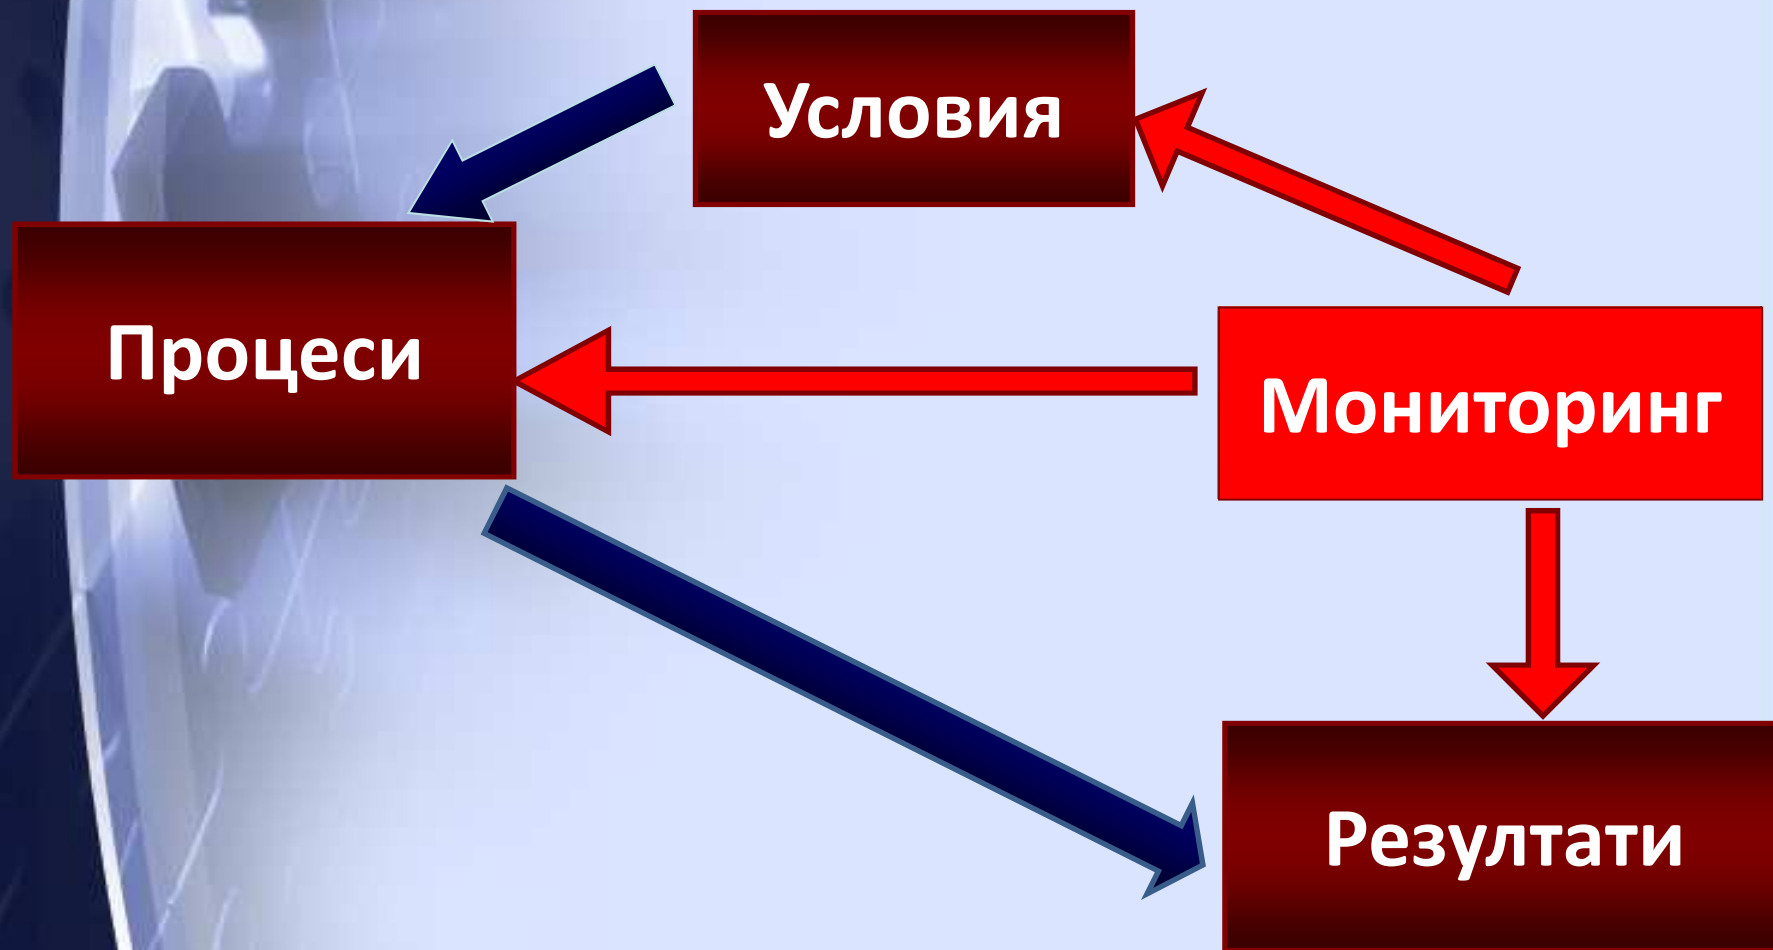 Условия
Процеси
Мониторинг
Резултати